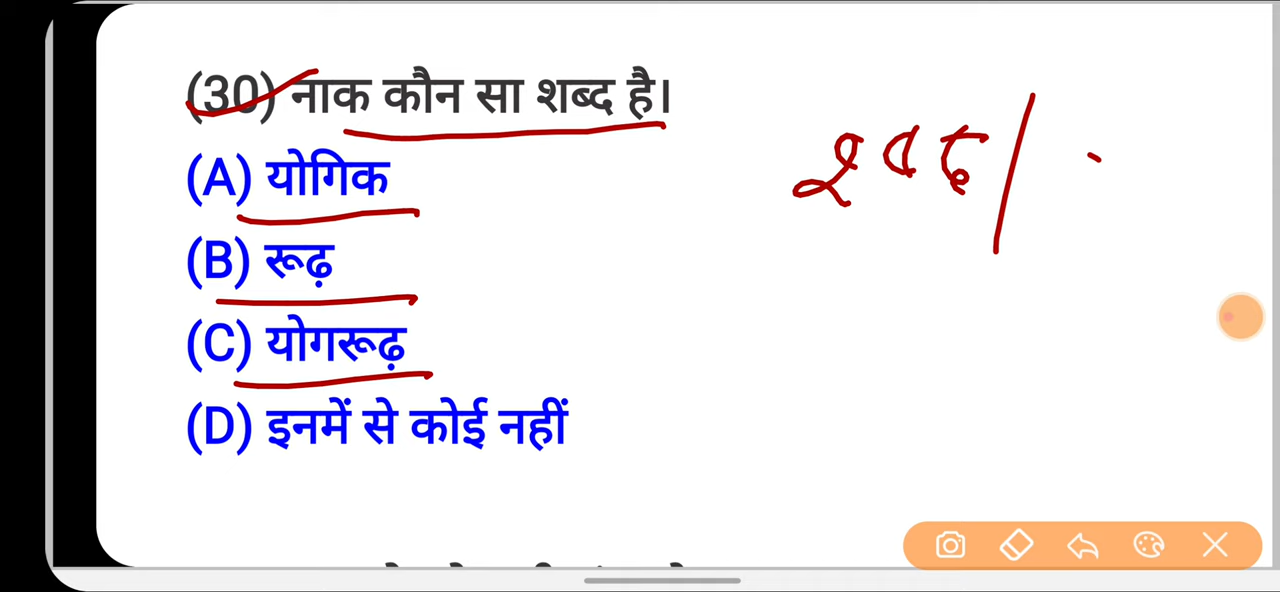 (30) नाक कौन सा शब्द है।
(A) योगिक
(B) रूढ़
(C) योगरूढ़
(D) इनमें से कोई नहीं